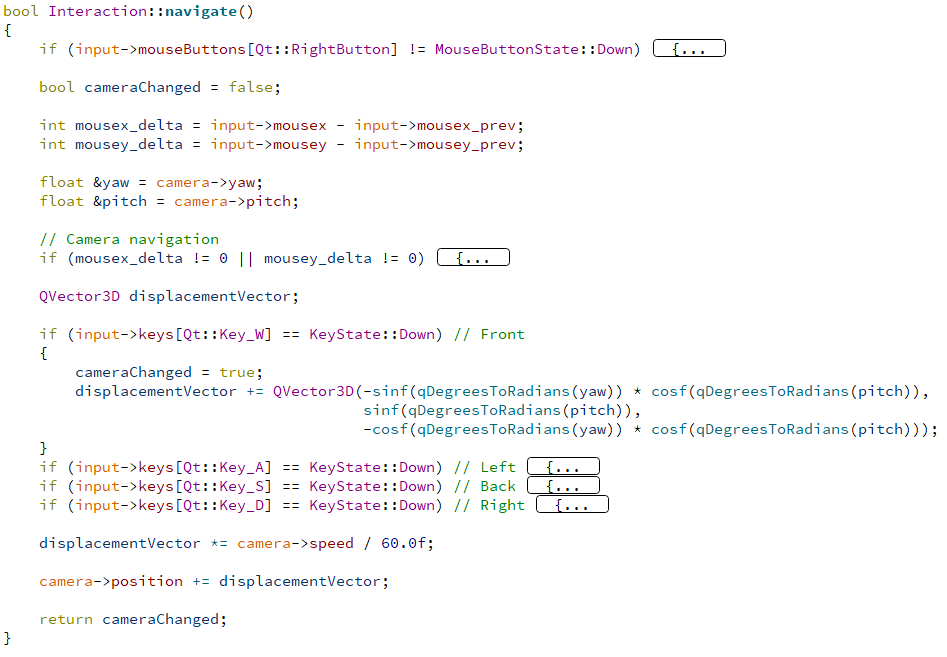 bool Interaction::navigate()
{
    if (input->mouseButtons[Qt::RightButton] != MouseButtonState::Down) {...
    bool cameraChanged = false;
    int mousex_delta = input->mousex - input->mousex_prev;
    int mousey_delta = input->mousey - input->mousey_prev;
    float &yaw = camera->yaw;
    float &pitch = camera->pitch;
    // Camera navigation
    if (mousex_delta != 0 || mousey_delta != 0) {...
    QVector3D displacementVector;
    if (input->keys[Qt::Key_W] == KeyState::Down) // Front
    {
        cameraChanged = true;
        displacementVector += QVector3D(-sinf(qDegreesToRadians(yaw)) * cosf(qDegreesToRadians(pitch)),
                                        sinf(qDegreesToRadians(pitch)),
                                        -cosf(qDegreesToRadians(yaw)) * cosf(qDegreesToRadians(pitch)));
    }
    if (input->keys[Qt::Key_A] == KeyState::Down) // Left {...
    if (input->keys[Qt::Key_S] == KeyState::Down) // Back {...
    if (input->keys[Qt::Key_D] == KeyState::Down) // Right {...
    displacementVector *= camera->speed / 60.0f;
    camera->position += displacementVector;
    return cameraChanged;
}